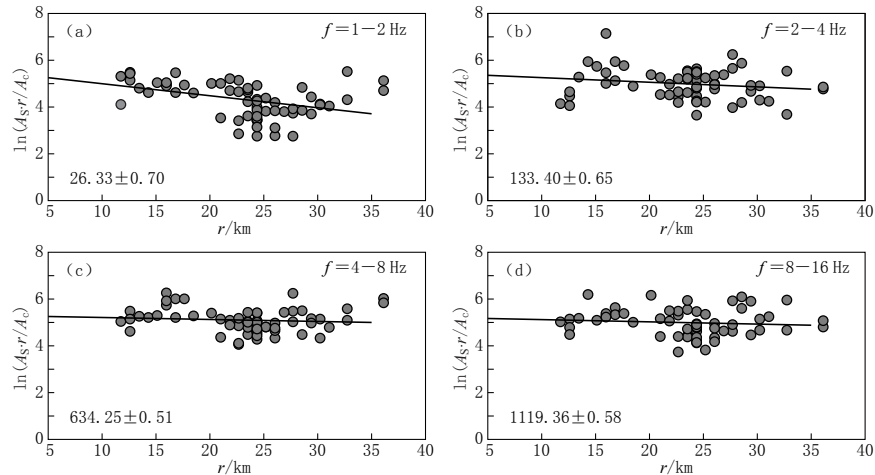 8
(a)
f=1−2 Hz
6
ln(A_S·r/A_c)
4
2
26.33±0.70
0
5 10 15 20 25 30 35 40
r/km
8
(b)
f=2−4 Hz
6
ln(A_S·r/A_c)
4
2
133.40±0.65
0
5 10 15 20 25 30 35 40
r/km
8
(c)
f=4−8 Hz
6
ln(A_S·r/A_c)
4
2
634.25±0.51
0
5 10 15 20 25 30 35 40
r/km
8
(d)
f=8−16 Hz
6
ln(A_S·r/A_c)
4
2
1119.36±0.58
0
5 10 15 20 25 30 35 40
r/km